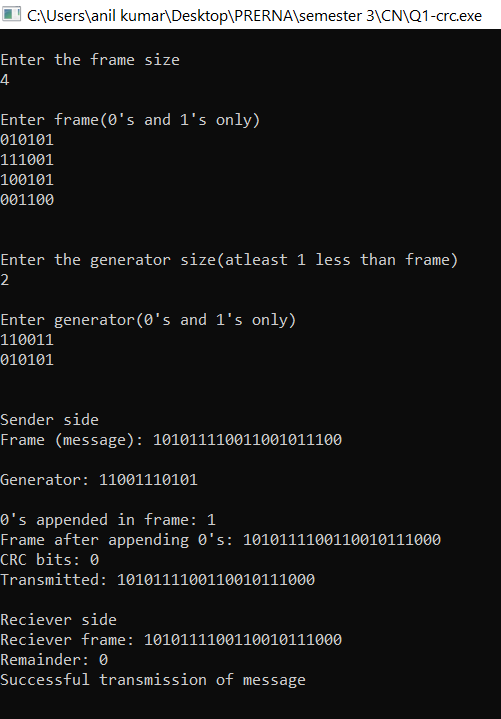 C:\Users\anil kumar\Desktop\PRERNA\semester 3\CN\Q1-crc.exe
Enter the frame size
4
Enter frame(0's and 1's only)
010101
111001
100101
001100
Enter the generator size(atleast 1 less than frame)
2
Enter generator(0's and 1's only)
110011
010101
Sender side
Frame (message): 101011110011001011100
Generator: 11001110101
0's appended in frame: 1
Frame after appending 0's: 1010111100110010111000
CRC bits: 0
Transmitted: 1010111100110010111000
Reciever side
Reciever frame: 1010111100110010111000
Remainder: 0
Successful transmission of message